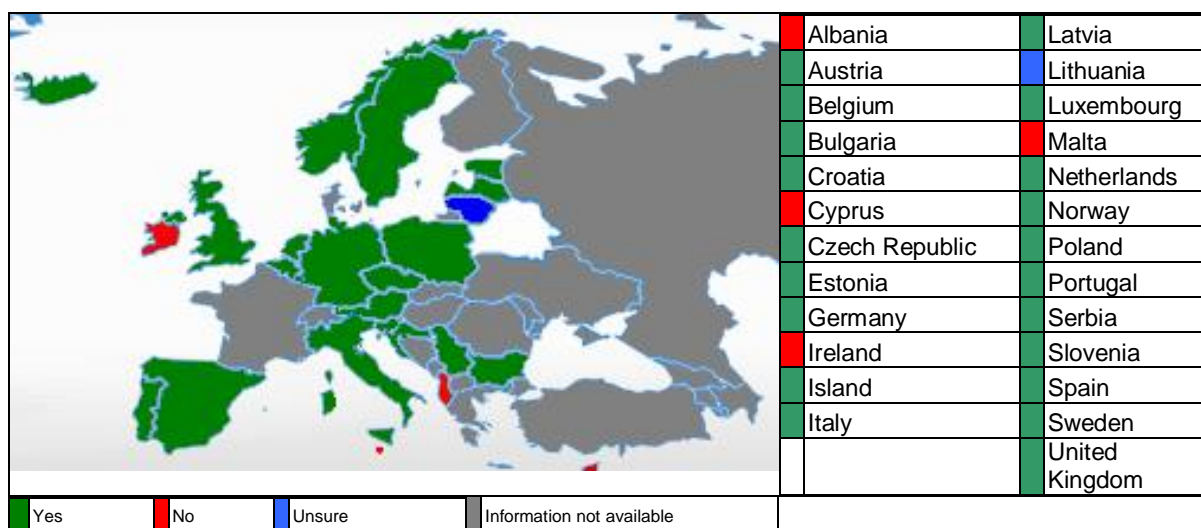 Albania
Latvia
Austria
Lithuania
Belgium
Luxembourg
Bulgaria
Malta
Croatia
Netherlands
Cyprus
Norway
Czech Republic
Poland
Estonia
Portugal
Germany
Serbia
Ireland
Slovenia
Island
Spain
Italy
Sweden
United
Kingdom
Yes
No
Unsure
Information not available